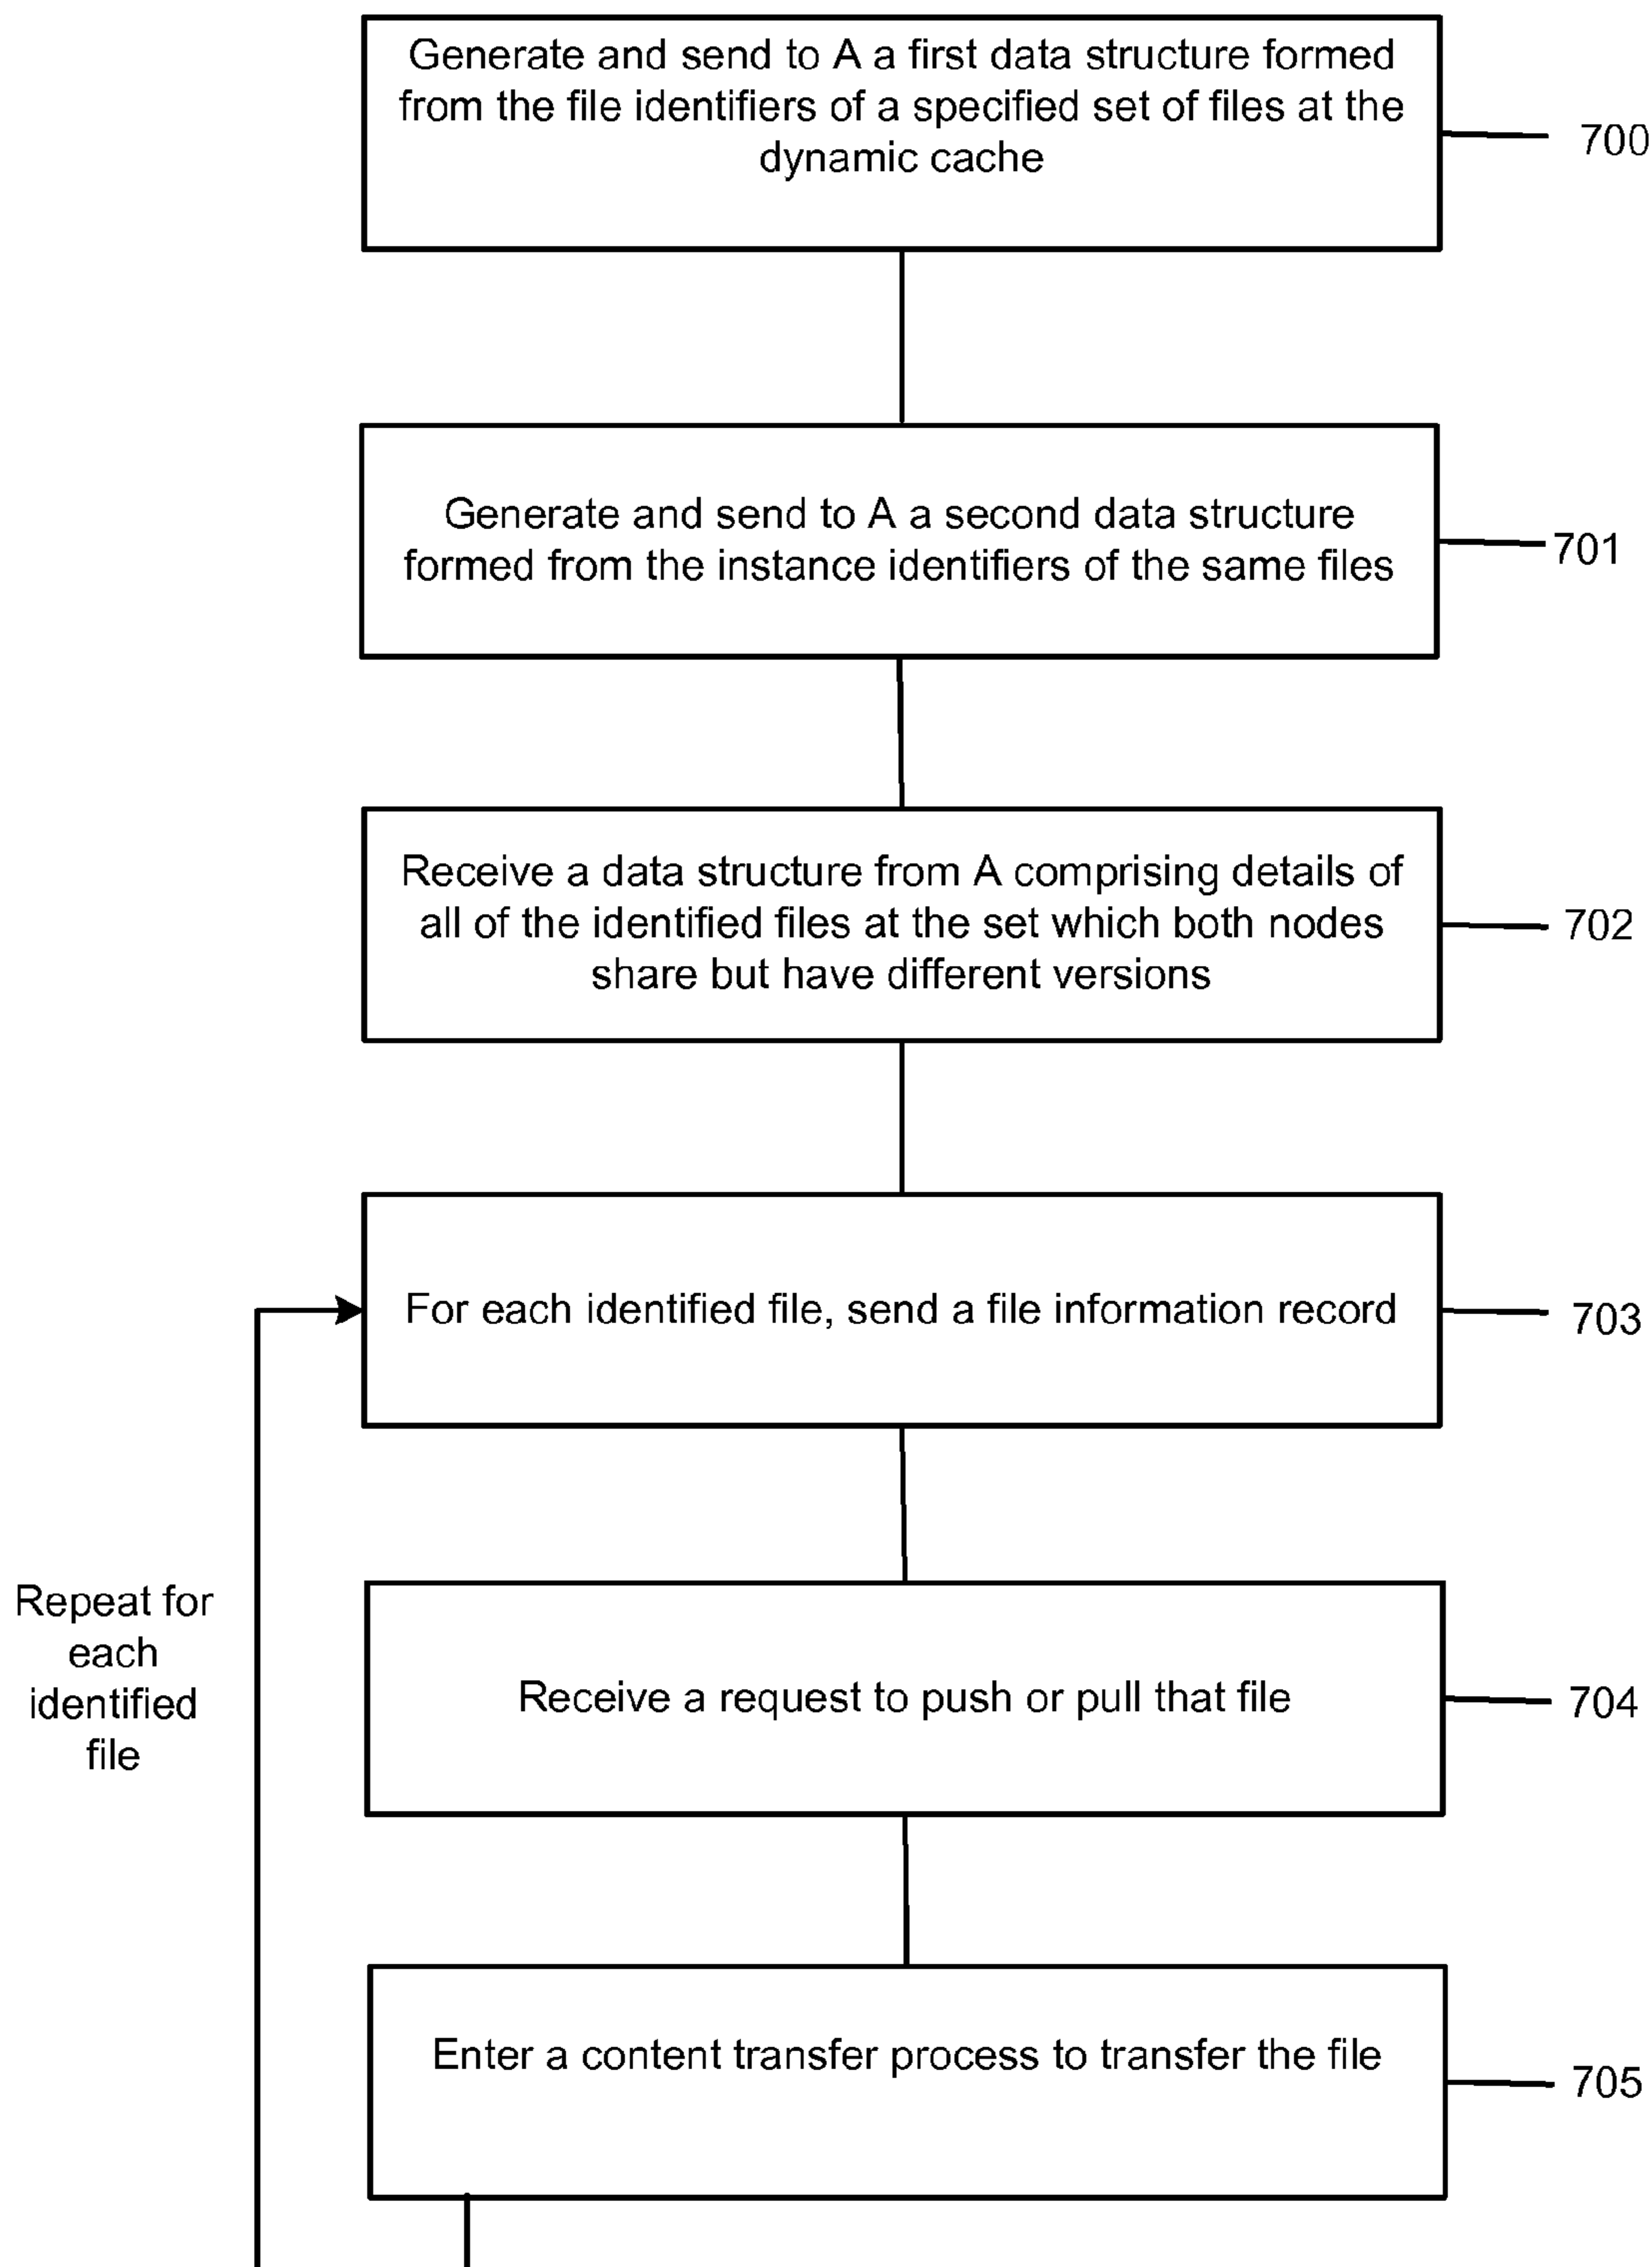 Generate and send to A a first data structure formed
from the file identifiers of a specified set of files at the
dynamic cache
700
Generate and send to A a second data structure
formed from the instance identifiers of the same files
701
Receive a data structure from A comprising details of
all of the identified files at the set which both nodes
share but have different versions
702
For each identified file, send a file information record
703
Repeat for
each
identified
file
Receive a request to push or pull that file
704
Enter a content transfer process to transfer the file
705